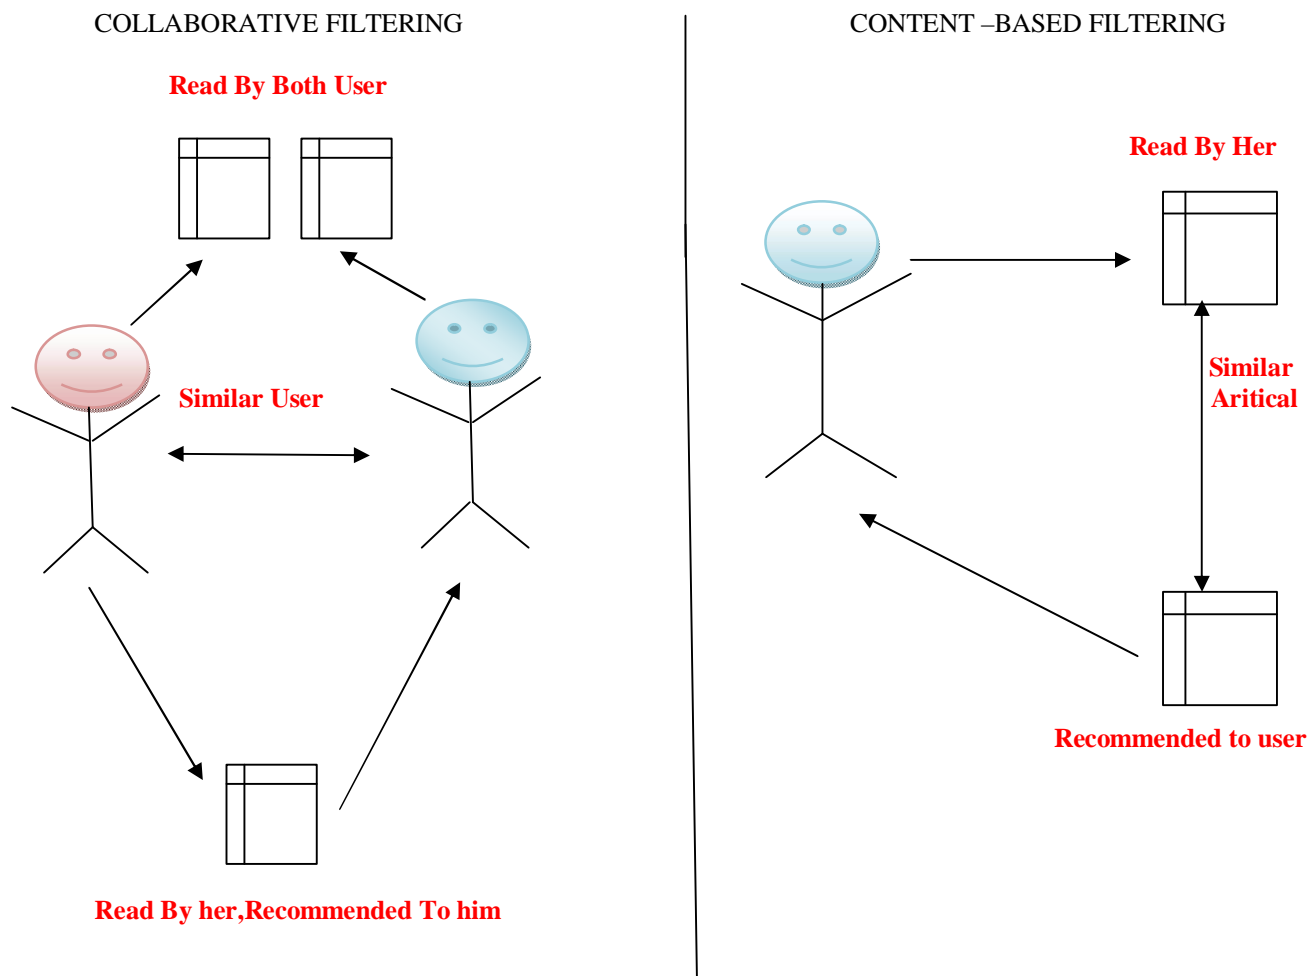 COLLABORATIVE FILTERING
Read By Both User
Similar User
Read By her,Recommended To him
CONTENT –BASED FILTERING
Read By Her
Similar
Aritical
Recommended to user